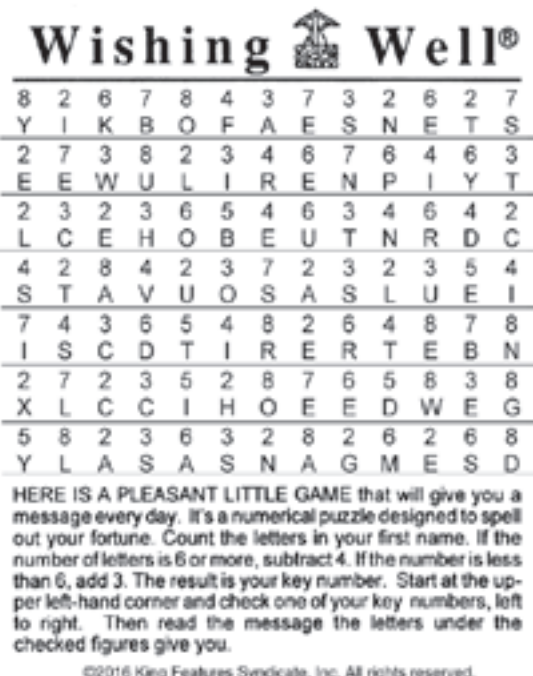 Wishing Well®
8 2 6 7 8 4 3 7 3 2 6 2 7
Y I K B O F A E S N E T S
2 7 3 8 2 3 4 6 7 6 4 6 3
E E W U L I R E N P I Y T
2 3 2 3 6 5 4 6 3 4 6 4 2
L C E H O B E U T N R D C
4 2 8 4 2 3 7 2 3 2 3 5 4
S T A V U O S A S L U E I
7 4 3 6 5 4 8 2 6 4 8 7 8
I S C D T I R E R T E B N
2 7 2 3 5 2 8 7 6 5 8 3 8
X L C C I H O E E D W E G
5 8 2 3 6 3 2 8 2 6 2 6 8
Y L A S A S N A G M E S D
HERE IS A PLEASANT LITTLE GAME that will give you a
message every day. It's a numerical puzzle designed to spell
out your fortune. Count the letters in your first name. If the
number of letters is 6 or more, subtract 4. If the number is less
than 6, add 3. The result is your key number. Start at the up-
per left-hand corner and check one of your key numbers, left
to right. Then read the message the letters under the
checked figures give you.
©2016 King Features Syndicate, Inc. All rights reserved.